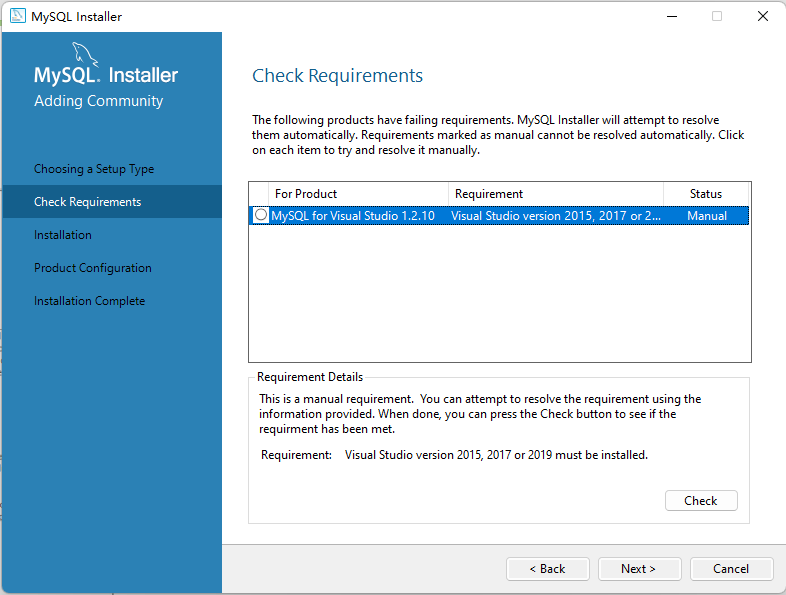 MySQL Installer
MySQL. Installer
Adding Community
Choosing a Setup Type
Check Requirements
Installation
Product Configuration
Installation Complete
Check Requirements
The following products have failing requirements. MySQL Installer will attempt to resolve
them automatically. Requirements marked as manual cannot be resolved automatically. Click
on each item to try and resolve it manually.
For Product Requirement Status
MySQL for Visual Studio 1.2.10 Visual Studio version 2015, 2017 or 2... Manual
Requirement Details
This is a manual requirement. You can attempt to resolve the requirement using the
information provided. When done, you can press the Check button to see if the
requirment has been met.
Requirement: Visual Studio version 2015, 2017 or 2019 must be installed.
Check
< Back Next > Cancel